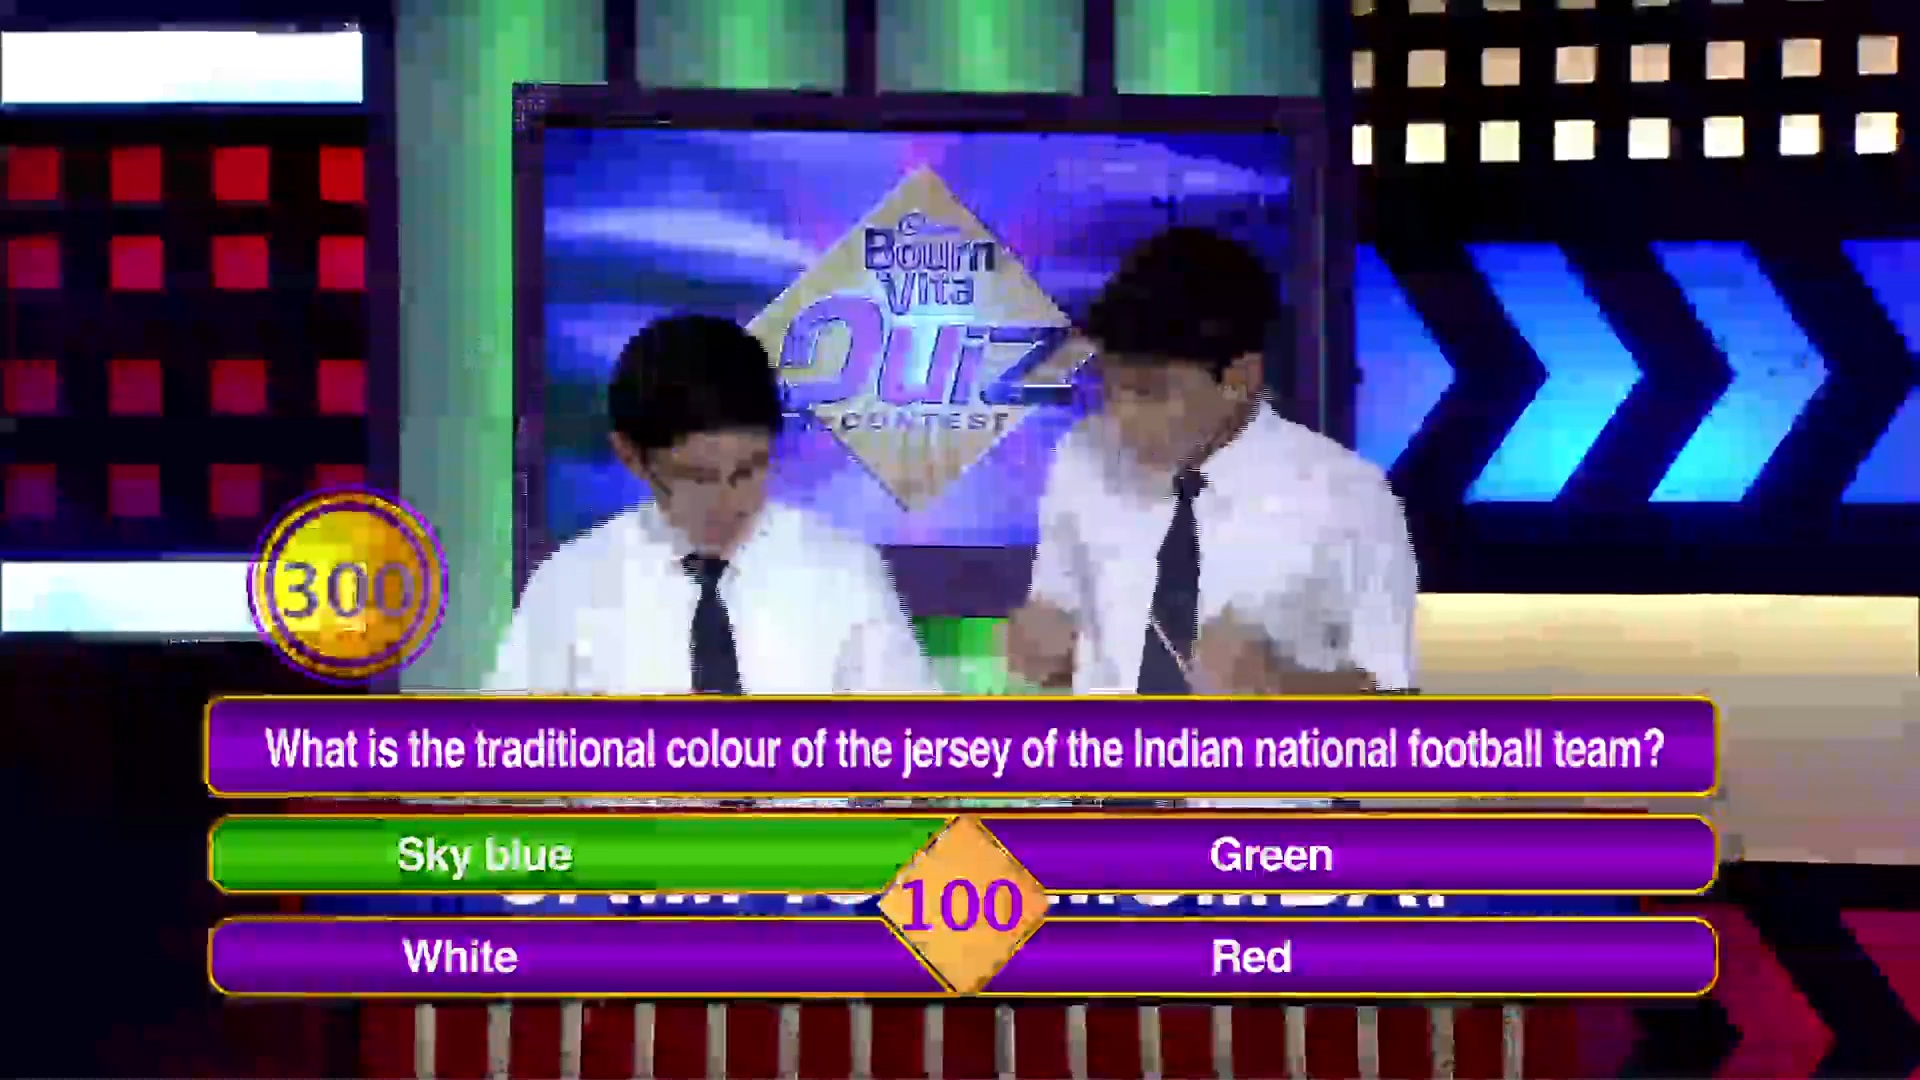 Bourn
Vita
Quiz
CONTEST
300
What is the traditional colour of the jersey of the Indian national football team?
Sky blue
Green
100
White
Red